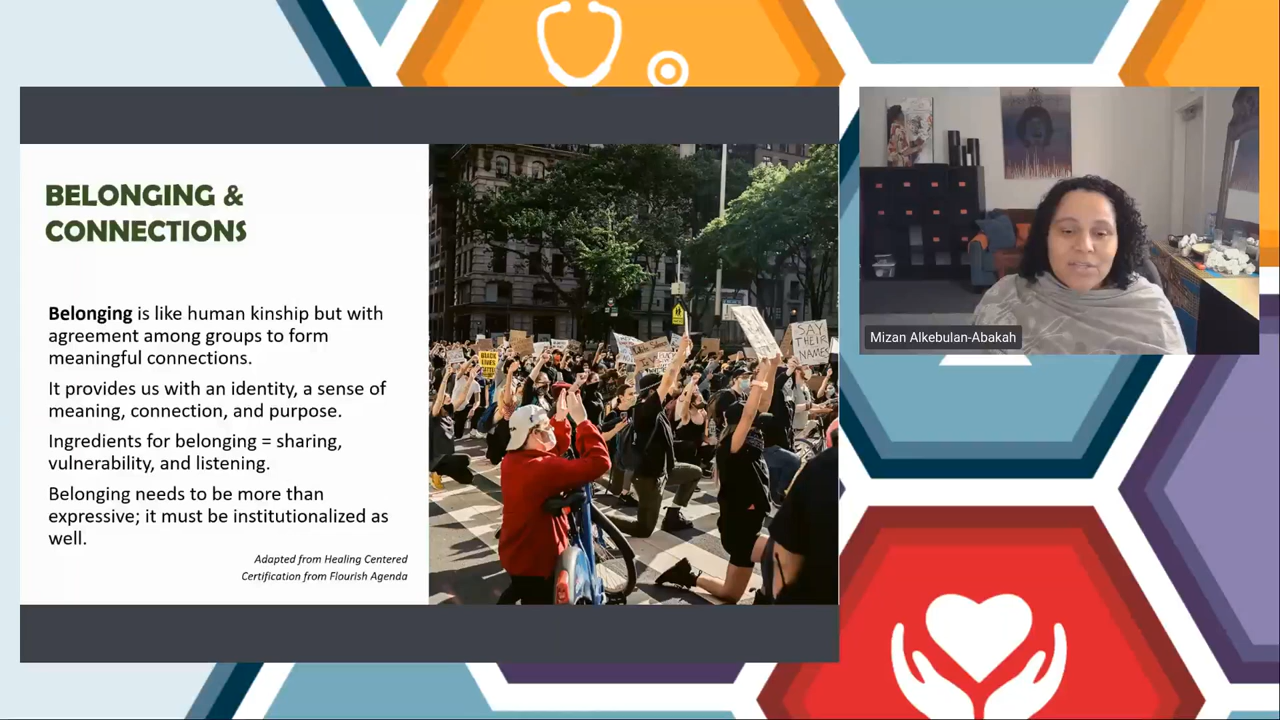 BELONGING &
CONNECTIONS
Belonging is like human kinship but with
agreement among groups to form
meaningful connections.
It provides us with an identity, a sense of
meaning, connection, and purpose.
Ingredients for belonging = sharing,
vulnerability, and listening.
Belonging needs to be more than
expressive; it must be institutionalized as
well.
Adapted from Healing Centered
Certification from Flourish Agenda
SAY
THEIR
NAMES
BLACK
LIVES
Mizan Alkebulan-Abakah